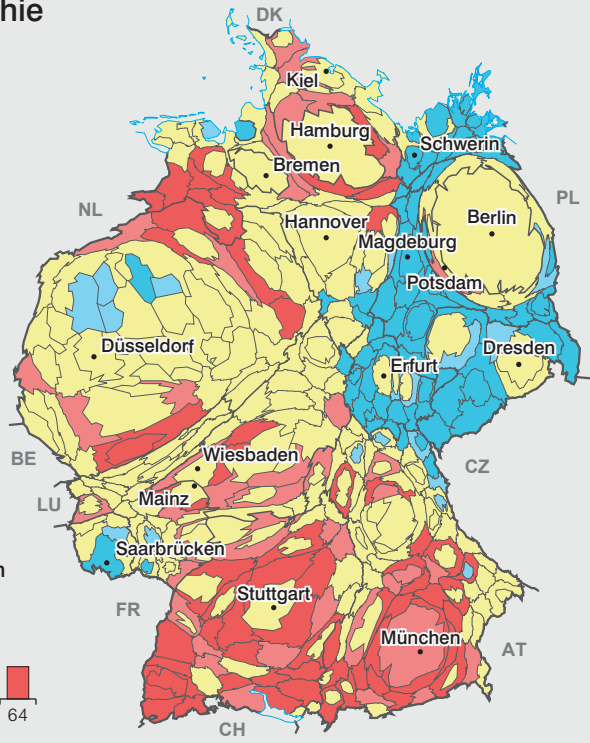 hie
DK
Kiel
Hamburg
Schwerin
Bremen
PL
NL
Hannover
Berlin
Magdeburg
Potsdam
Düsseldorf
Dresden
Erfurt
BE
Wiesbaden
CZ
Mainz
LU
Saarbrücken
n
Stuttgart
FR
München
AT
64
CH